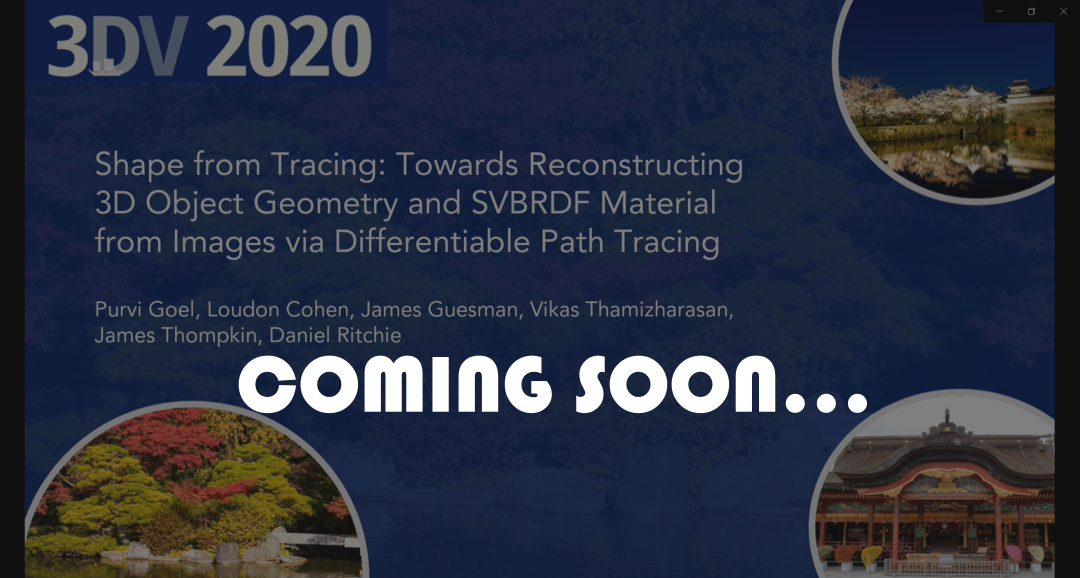 3DV 2020
Shape from Tracing: Towards Reconstructing
3D Object Geometry and SVBRDF Material
from Images via Differentiable Path Tracing
Purvi Goel, Loudon Cohen, James Guesman, Vikas Thamizharasan,
James Thompkin, Daniel Ritchie
COMING SOON...